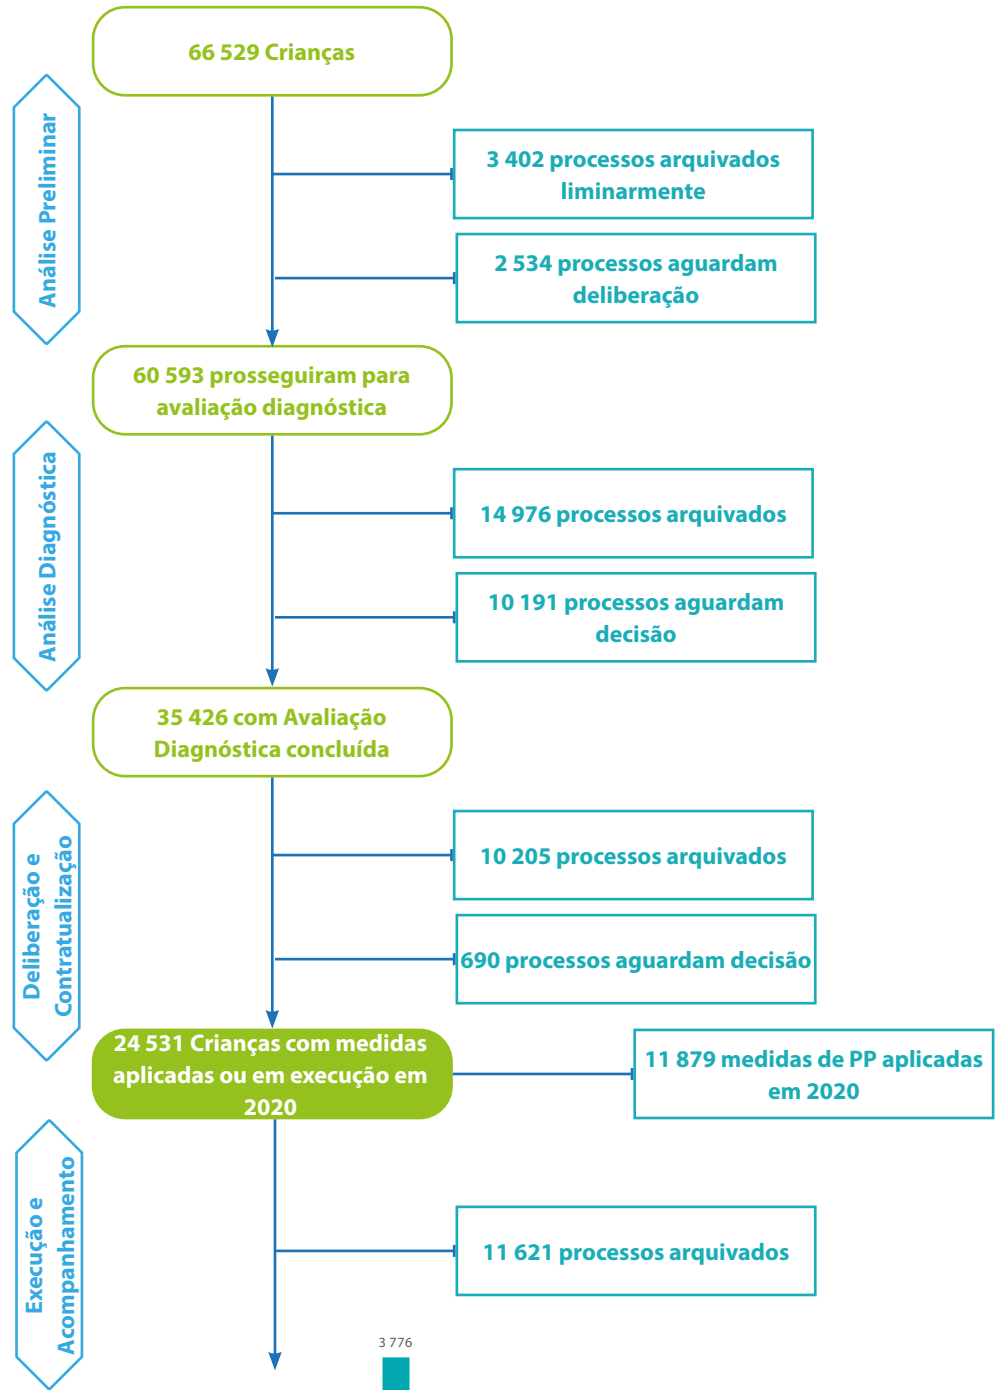 66 529 Crianças
Análise Preliminar
3 402 processos arquivados
liminarmente
2 534 processos aguardam
deliberação
60 593 prosseguiram para
avaliação diagnóstica
Análise Diagnóstica
14 976 processos arquivados
10 191 processos aguardam
decisão
35 426 com Avaliação
Diagnóstica concluída
Deliberação e
Contratualização
10 205 processos arquivados
690 processos aguardam decisão
24 531 Crianças com medidas
aplicadas ou em execução em
2020
11 879 medidas de PP aplicadas
em 2020
Execução e
Acompanhamento
11 621 processos arquivados
3 776